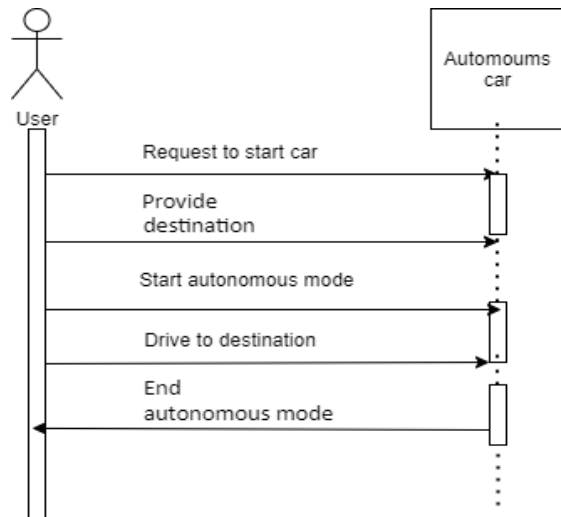 Automoums
car
User
Request to start car
Provide
destination
Start autonomous mode
Drive to destination
End
autonomous mode